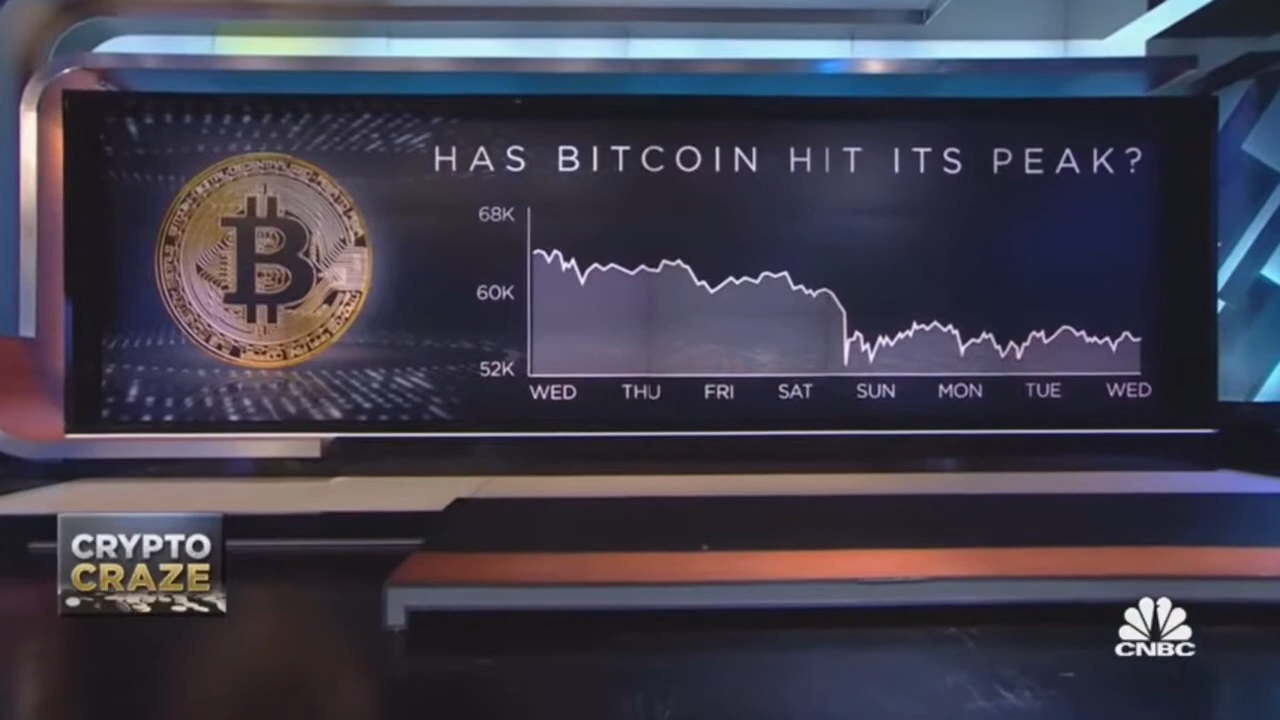 HAS BITCOIN HIT ITS PEAK?
68K
60K
52K
WED THU FRI SAT SUN MON TUE WED
CRYPTO
CRAZE
CNBC